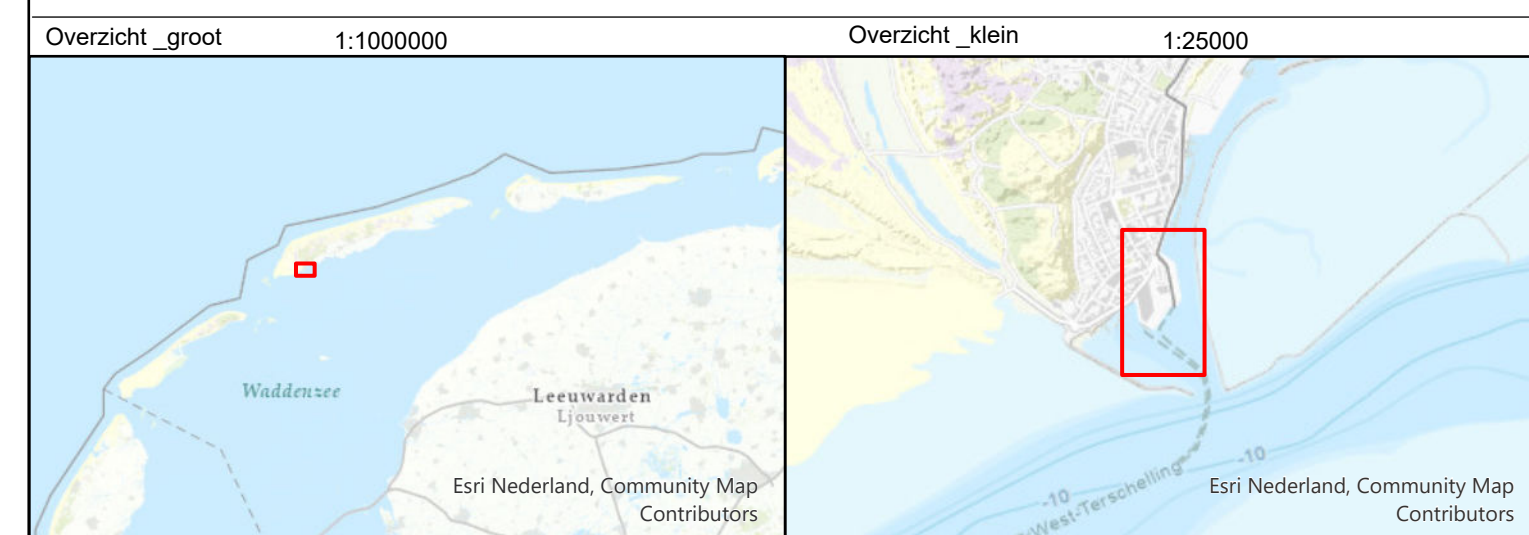 Overzicht _groot 1:1000000
Overzicht _klein 1:25000
Waddenzee
Leeuwarden
Ljouwert
Esri Nederland, Community Map
Contributors
-10
-10
West-Terschelling
Esri Nederland, Community Map
Contributors